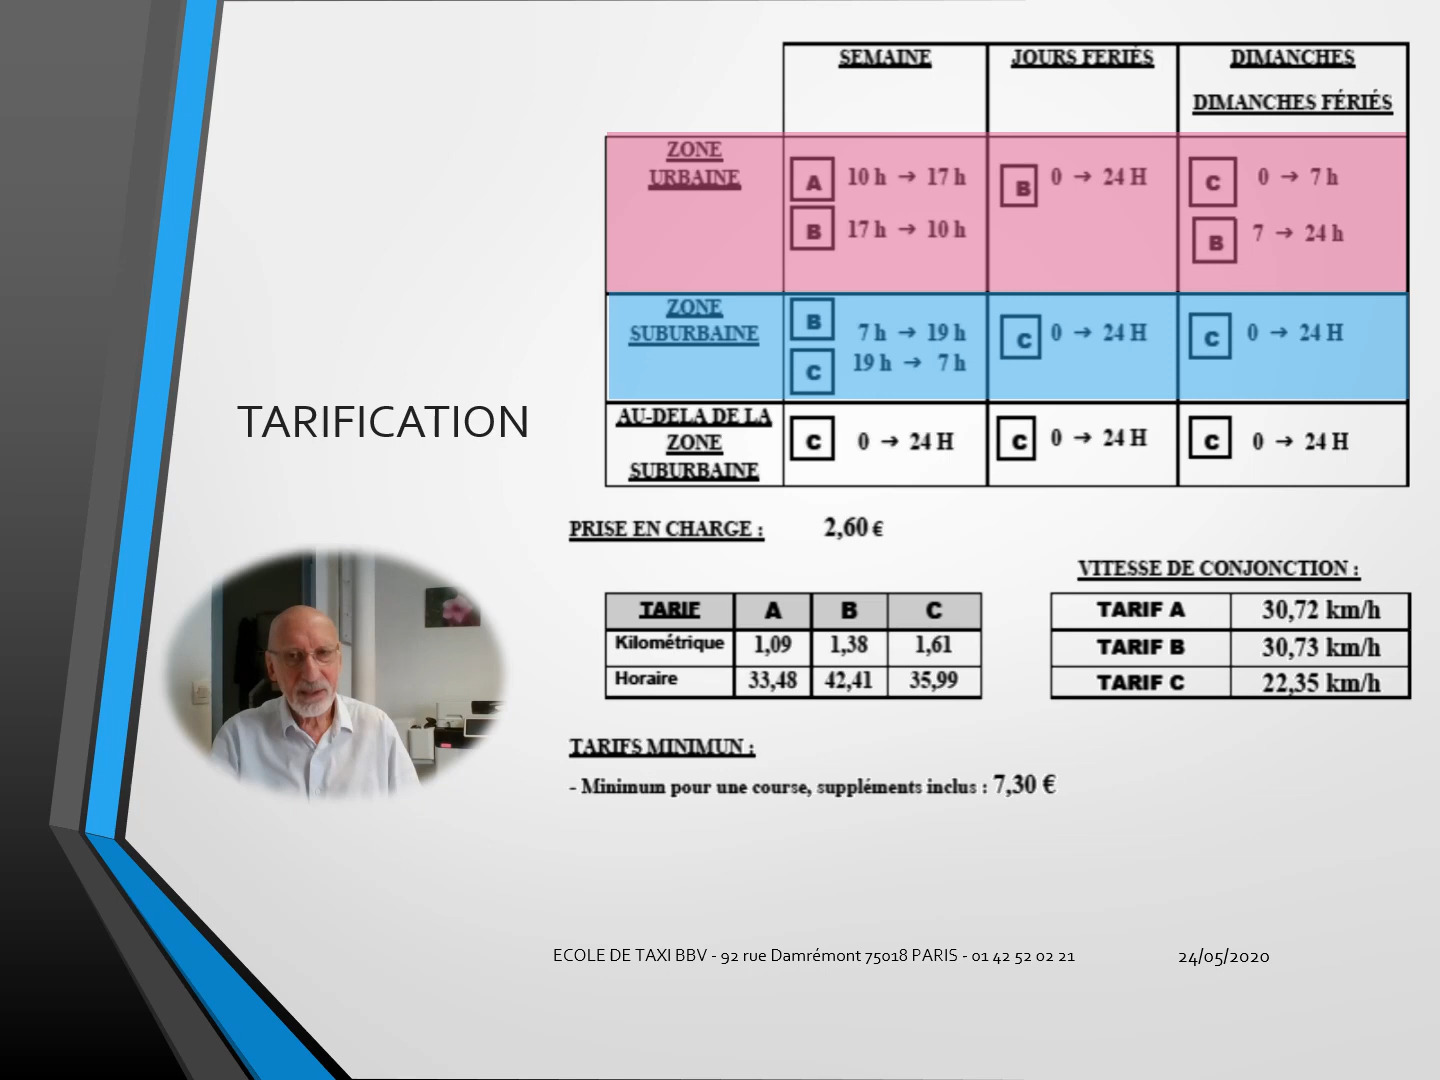 SEMAINE
JOURS FERIÉS
DIMANCHES
DIMANCHES FÉRIÉS
ZONE
URBAINE
A 10 h → 17 h
B 17 h → 10 h
B 0 → 24 H
C 0 → 7 h
B 7 → 24 h
ZONE
SUBURBAINE
B 7 h → 19 h
C 19 h → 7 h
C 0 → 24 H
C 0 → 24 H
AU-DELA DE LA
ZONE
SUBURBAINE
C 0 → 24 H
C 0 → 24 H
C 0 → 24 H
TARIFICATION
PRISE EN CHARGE : 2,60 €
TARIF A B C
Kilométrique 1,09 1,38 1,61
Horaire 33,48 42,41 35,99
VITESSE DE CONJONCTION :
TARIF A 30,72 km/h
TARIF B 30,73 km/h
TARIF C 22,35 km/h
TARIFS MINIMUN :
- Minimum pour une course, suppléments inclus : 7,30 €
ECOLE DE TAXI BBV - 92 rue Damrémont 75018 PARIS - 01 42 52 02 21
24/05/2020